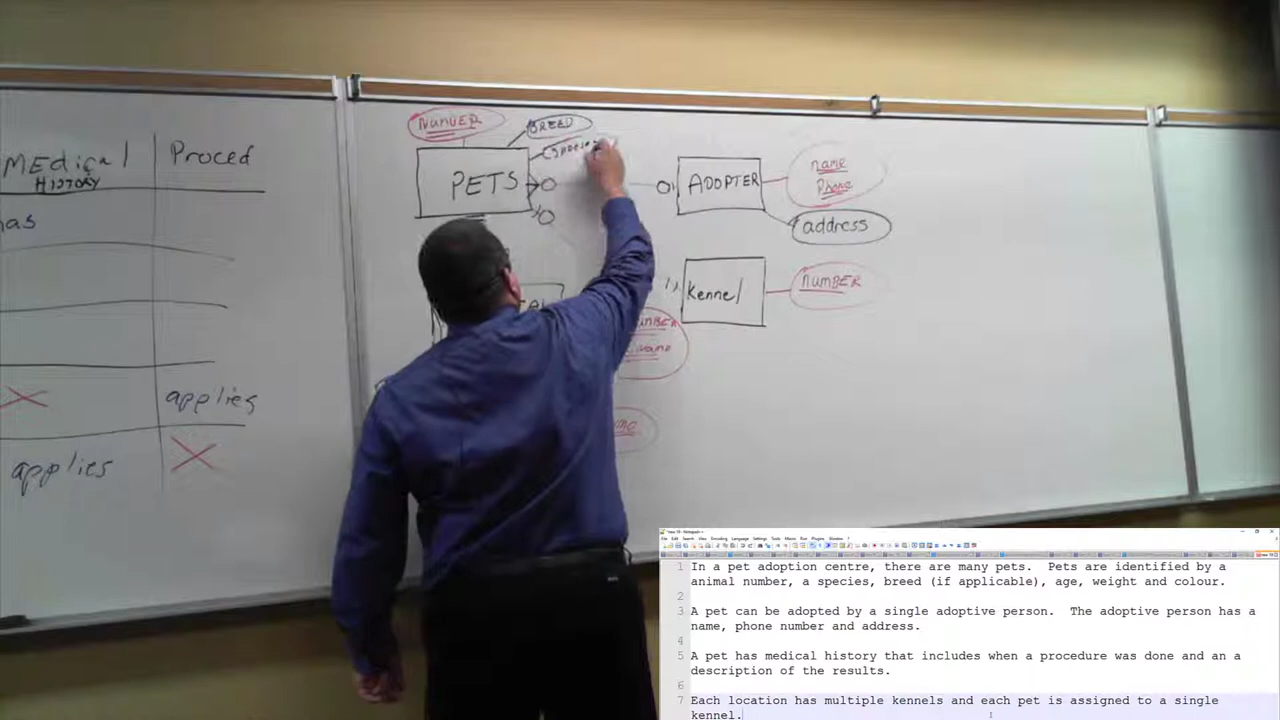 MEdical
HISTORY
Proced
applies
applies
NUMBER
BREED
PETS
ADOPTER
name
Phone
address
Kennel
NUMBER
1 In a pet adoption centre, there are many pets. Pets are identified by a
animal number, a species, breed (if applicable), age, weight and colour.
2
3 A pet can be adopted by a single adoptive person. The adoptive person has a
name, phone number and address.
4
5 A pet has medical history that includes when a procedure was done and an a
description of the results.
6
7 Each location has multiple kennels and each pet is assigned to a single
kennel.